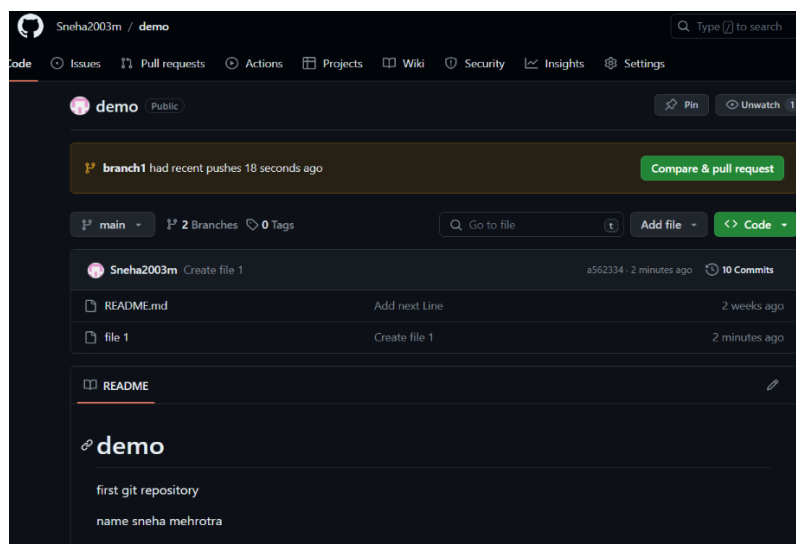 Sneha2003m / demo
Type / to search
Code Issues Pull requests Actions Projects Wiki Security Insights Settings
demo Public
Pin Unwatch 1
branch1 had recent pushes 18 seconds ago
Compare & pull request
main 2 Branches 0 Tags Go to file t Add file <> Code
Sneha2003m Create file 1 a562334 · 2 minutes ago 10 Commits
README.md Add next Line 2 weeks ago
file 1 Create file 1 2 minutes ago
README
demo
first git repository
name sneha mehrotra